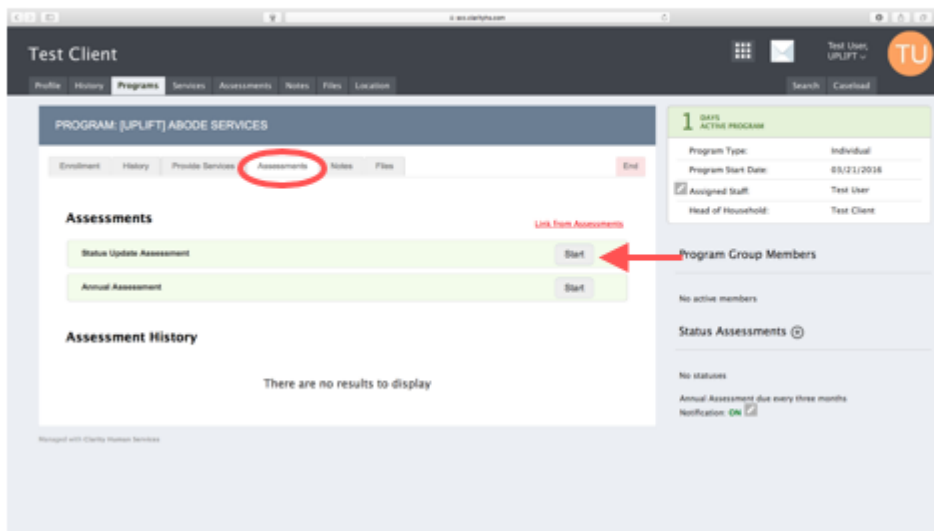 scc.clarityhs.com
Test Client
Test User,
UPLIFT
TU
Profile History Programs Services Assessments Notes Files Location
Search Caseload
PROGRAM: [UPLIFT] ABODE SERVICES
Enrollment History Provide Services Assessments Notes Files
End
Assessments
Link from Assessments
Status Update Assessment Start
Annual Assessment Start
Assessment History
There are no results to display
Managed with Clarity Human Services
1 DAYS
ACTIVE PROGRAM
Program Type: Individual
Program Start Date: 03/21/2016
Assigned Staff: Test User
Head of Household: Test Client
Program Group Members
No active members
Status Assessments
No statuses
Annual Assessment due every three months
Notification: ON